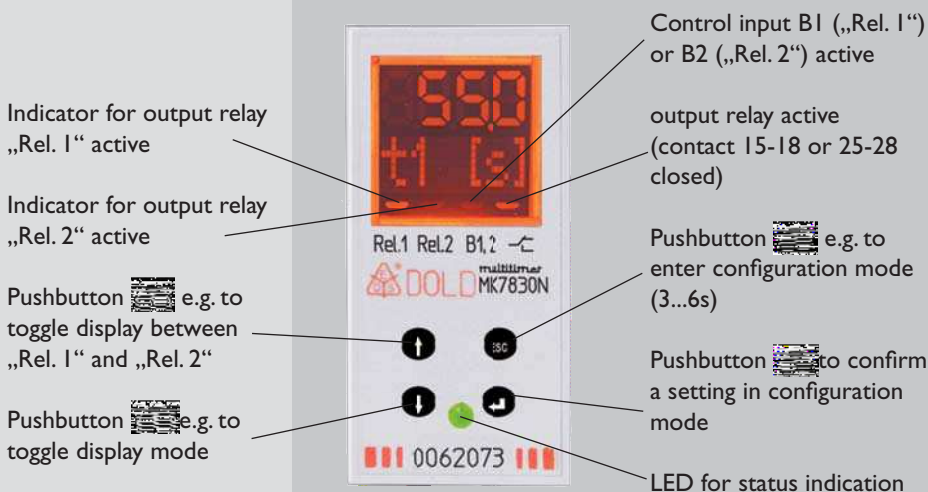 Control input B1 („Rel. 1“)
or B2 („Rel. 2“) active
Indicator for output relay
„Rel. 1“ active
output relay active
(contact 15-18 or 25-28
closed)
Indicator for output relay
„Rel. 2“ active
Pushbutton e.g. to
enter configuration mode
(3...6s)
Pushbutton e.g. to
toggle display between
„Rel. 1“ and „Rel. 2“
Pushbutton to confirm
a setting in configuration
mode
Pushbutton e.g. to
toggle display mode
LED for status indication
55,0
t1 [s]
Rel.1 Rel.2 B1,2
DOLD multitimer
MK7830N
ESC
0062073